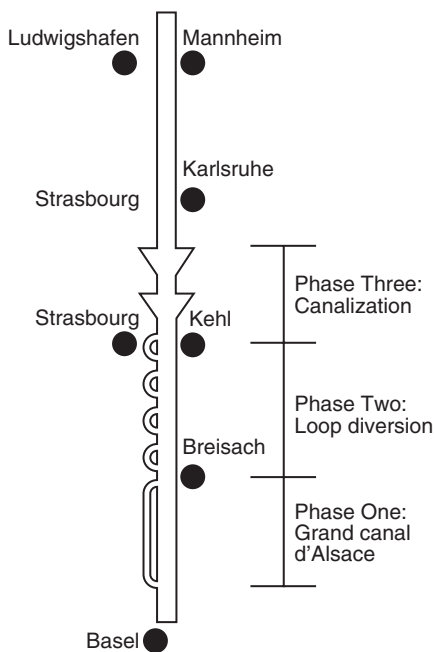 Ludwigshafen
Mannheim
Karlsruhe
Strasbourg
Phase Three:
Canalization
Strasbourg
Kehl
Phase Two:
Loop diversion
Breisach
Phase One:
Grand canal
d'Alsace
Basel